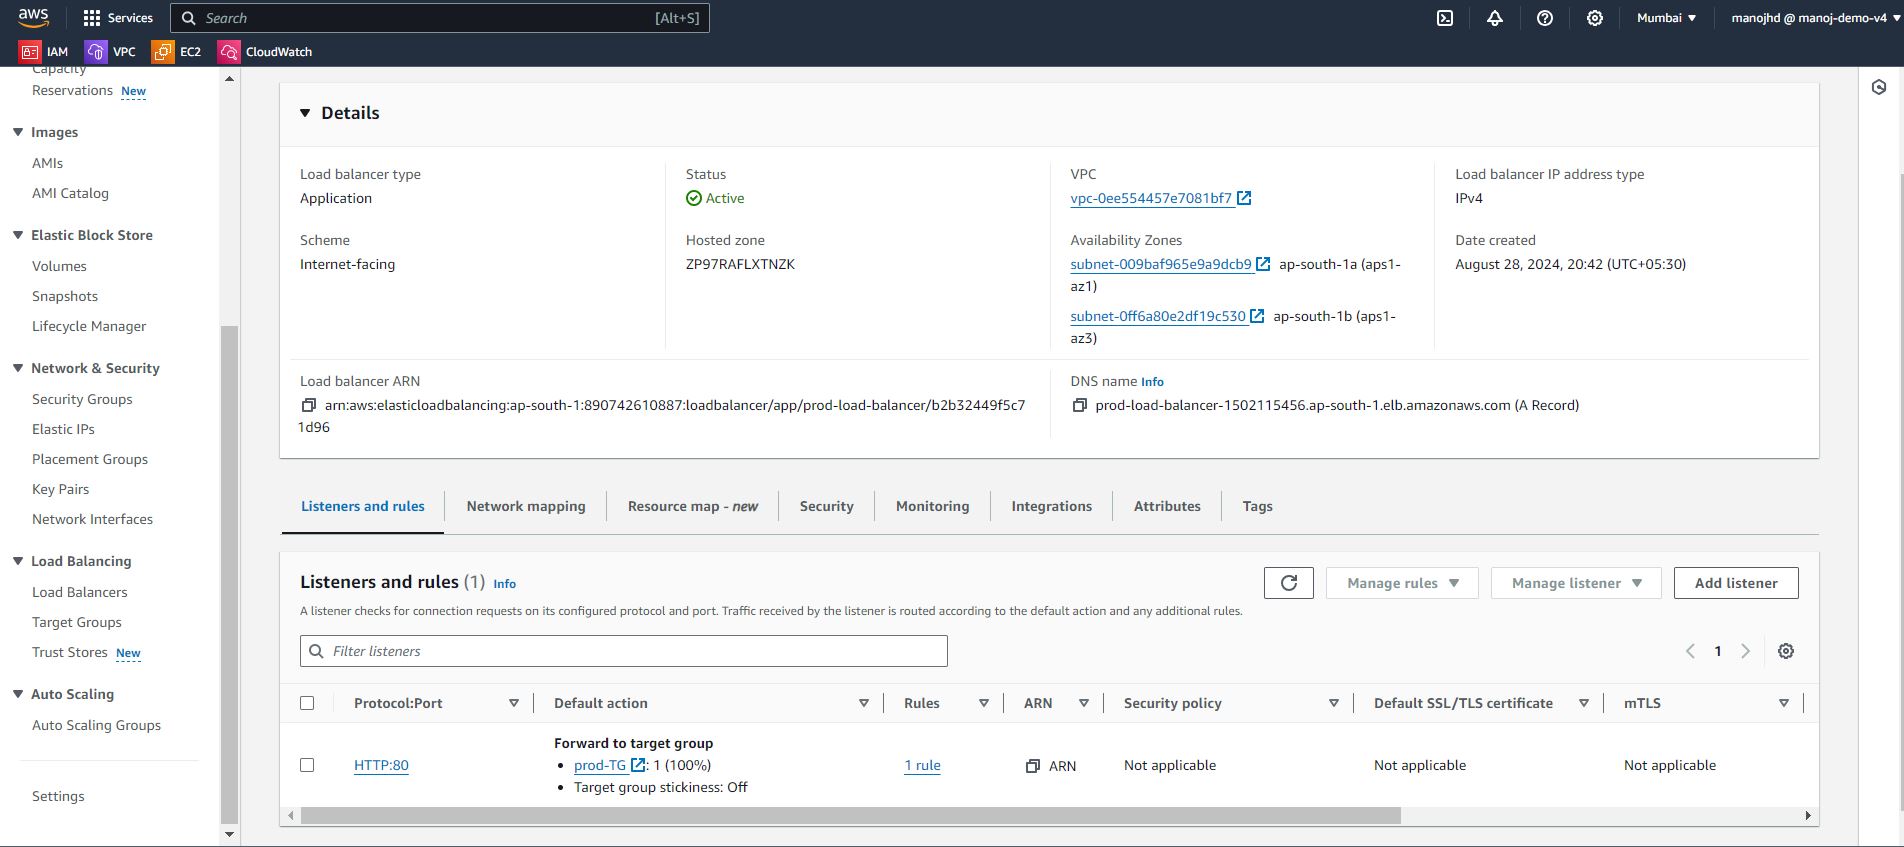 aws
Services
Search
[Alt+S]
Mumbai
manojhd @ manoj-demo-v4
IAM
VPC
EC2
CloudWatch
Capacity
Reservations New
Images
AMIs
AMI Catalog
Elastic Block Store
Volumes
Snapshots
Lifecycle Manager
Network & Security
Security Groups
Elastic IPs
Placement Groups
Key Pairs
Network Interfaces
Load Balancing
Load Balancers
Target Groups
Trust Stores New
Auto Scaling
Auto Scaling Groups
Settings
Details
Load balancer type
Application
Scheme
Internet-facing
Status
Active
Hosted zone
ZP97RAFLXTNZK
VPC
vpc-0ee554457e7081bf7
Availability Zones
subnet-009baf965e9a9dcb9 ap-south-1a (aps1-
az1)
subnet-0ff6a80e2df19c530 ap-south-1b (aps1-
az3)
Load balancer IP address type
IPv4
Date created
August 28, 2024, 20:42 (UTC+05:30)
Load balancer ARN
arn:aws:elasticloadbalancing:ap-south-1:890742610887:loadbalancer/app/prod-load-balancer/b2b32449f5c7
1d96
DNS name Info
prod-load-balancer-1502115456.ap-south-1.elb.amazonaws.com (A Record)
Listeners and rules
Network mapping
Resource map - new
Security
Monitoring
Integrations
Attributes
Tags
Listeners and rules (1) Info
Manage rules
Manage listener
Add listener
A listener checks for connection requests on its configured protocol and port. Traffic received by the listener is routed according to the default action and any additional rules.
Filter listeners
1
Protocol:Port
Default action
Rules
ARN
Security policy
Default SSL/TLS certificate
mTLS
HTTP:80
Forward to target group
• prod-TG : 1 (100%)
• Target group stickiness: Off
1 rule
ARN
Not applicable
Not applicable
Not applicable